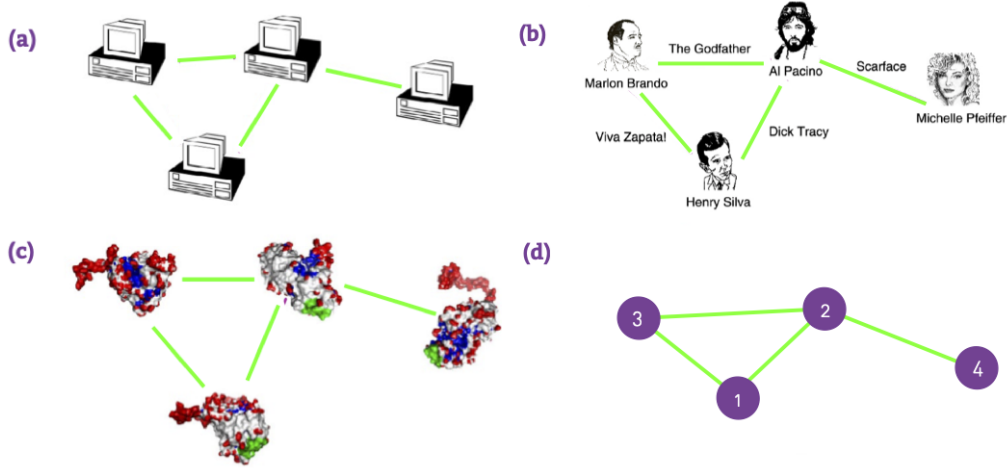 (a)
(b)
The Godfather
Marlon Brando
Al Pacino
Scarface
Michelle Pfeiffer
Viva Zapata!
Dick Tracy
Henry Silva
(c)
(d)
3
2
4
1